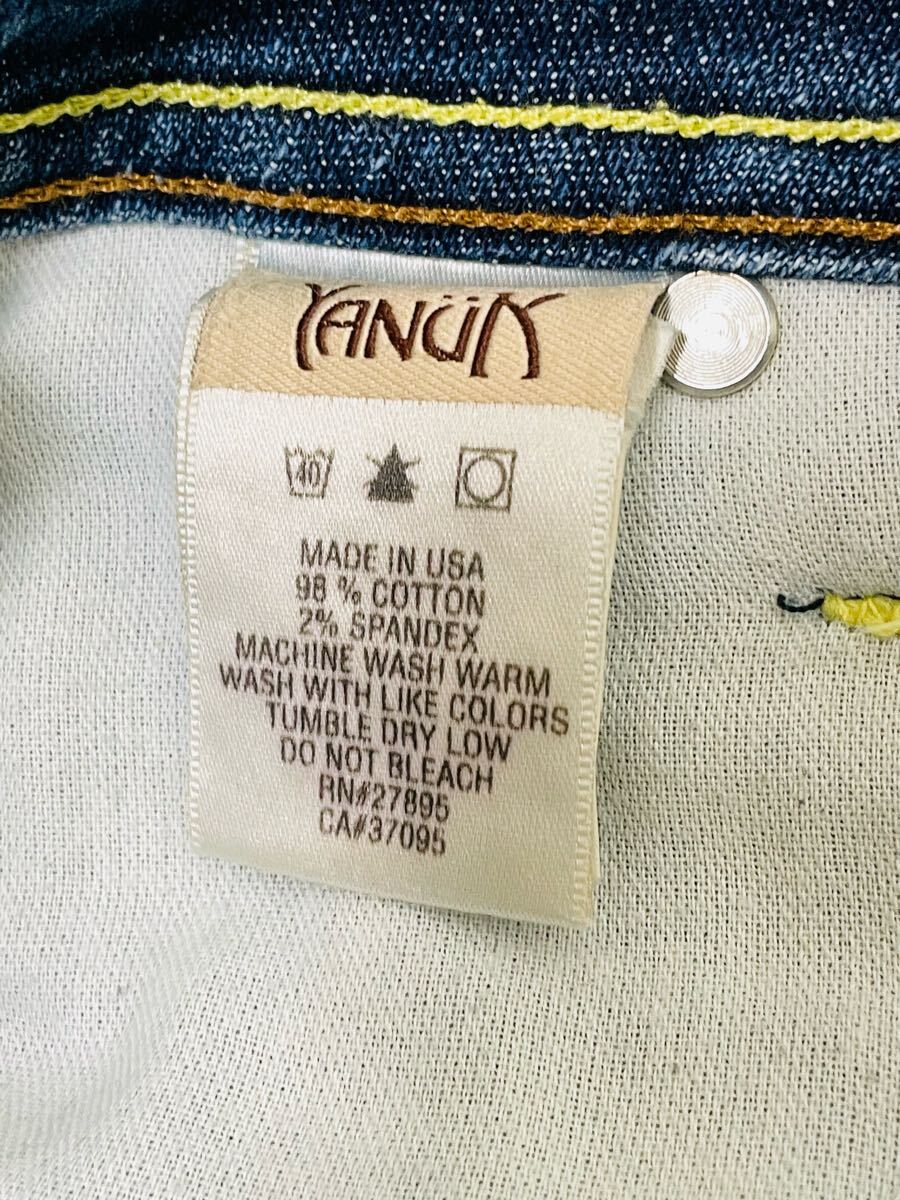 YANÜK
40
MADE IN USA
98 % COTTON
2% SPANDEX
MACHINE WASH WARM
WASH WITH LIKE COLORS
TUMBLE DRY LOW
DO NOT BLEACH
RN#27895
CA#37095